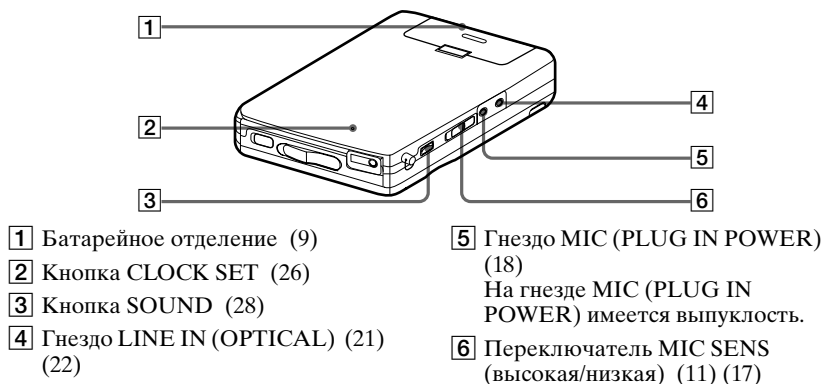 1
2
3
4
5
6
1 Батарейное отделение (9)
2 Кнопка CLOCK SET (26)
3 Кнопка SOUND (28)
4 Гнездо LINE IN (OPTICAL) (21)
(22)
5 Гнездо MIC (PLUG IN POWER)
(18)
На гнезде MIC (PLUG IN
POWER) имеется выпуклость.
6 Переключатель MIC SENS
(высокая/низкая) (11) (17)